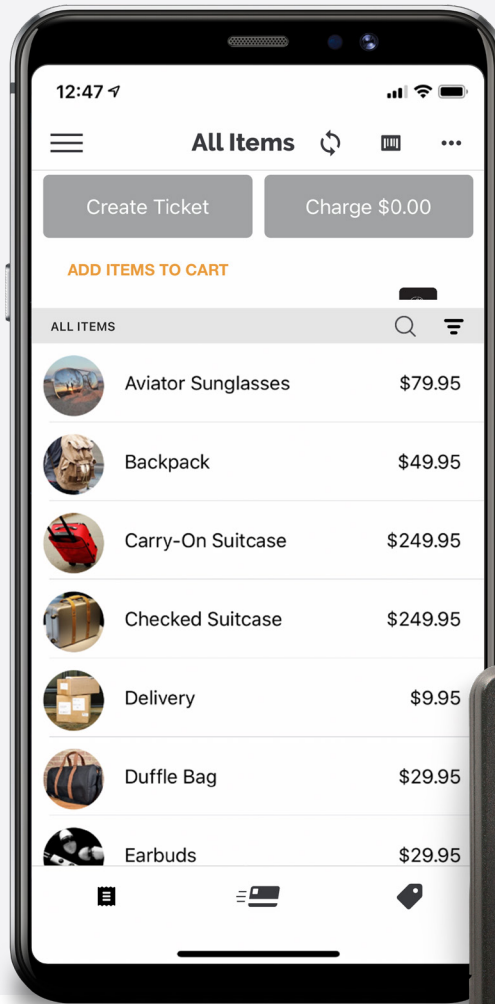 12:47
All Items
Create Ticket
Charge $0.00
ADD ITEMS TO CART
ALL ITEMS
Aviator Sunglasses $79.95
Backpack $49.95
Carry-On Suitcase $249.95
Checked Suitcase $249.95
Delivery $9.95
Duffle Bag $29.95
Earbuds $29.95